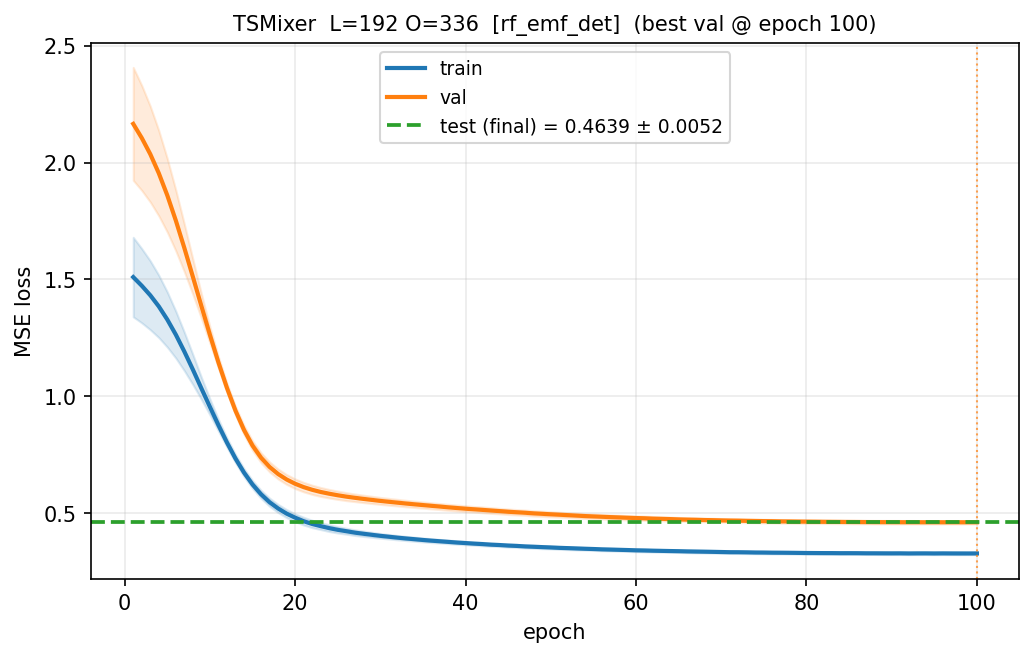 TSMixer L=192 O=336 [rf_emf_det] (best val @ epoch 100)
train
val
test (final) = 0.4639 ± 0.0052
MSE loss
2.5
2.0
1.5
1.0
0.5
0 20 40 60 80 100
epoch